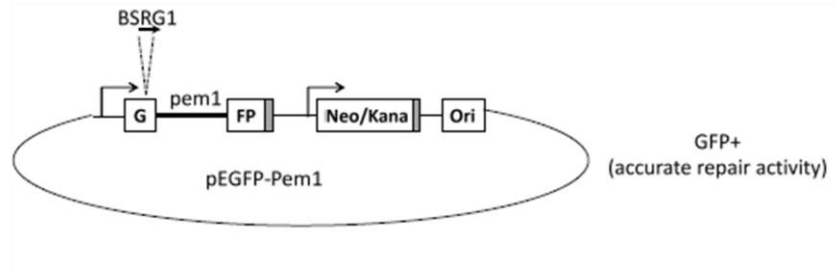 BSRG1
pem1
G
FP
Neo/Kana
Ori
pEGFP-Pem1
GFP+
(accurate repair activity)